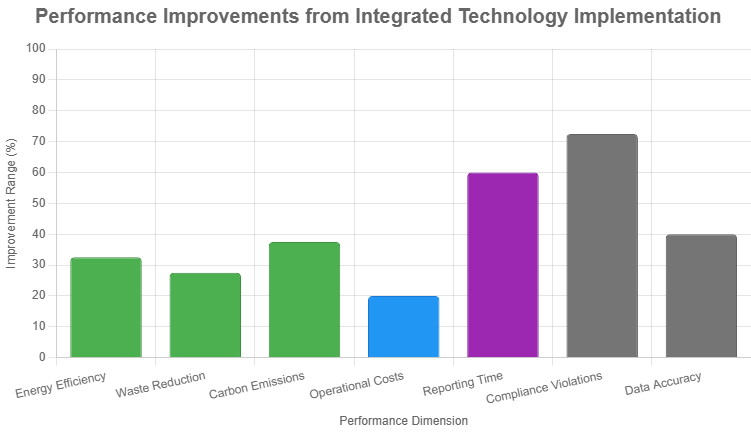 Performance Improvements from Integrated Technology Implementation
100
90
80
70
60
50
40
30
20
10
0
Improvement Range (%)
Energy Efficiency
Waste Reduction
Carbon Emissions
Operational Costs
Reporting Time
Compliance Violations
Data Accuracy
Performance Dimension